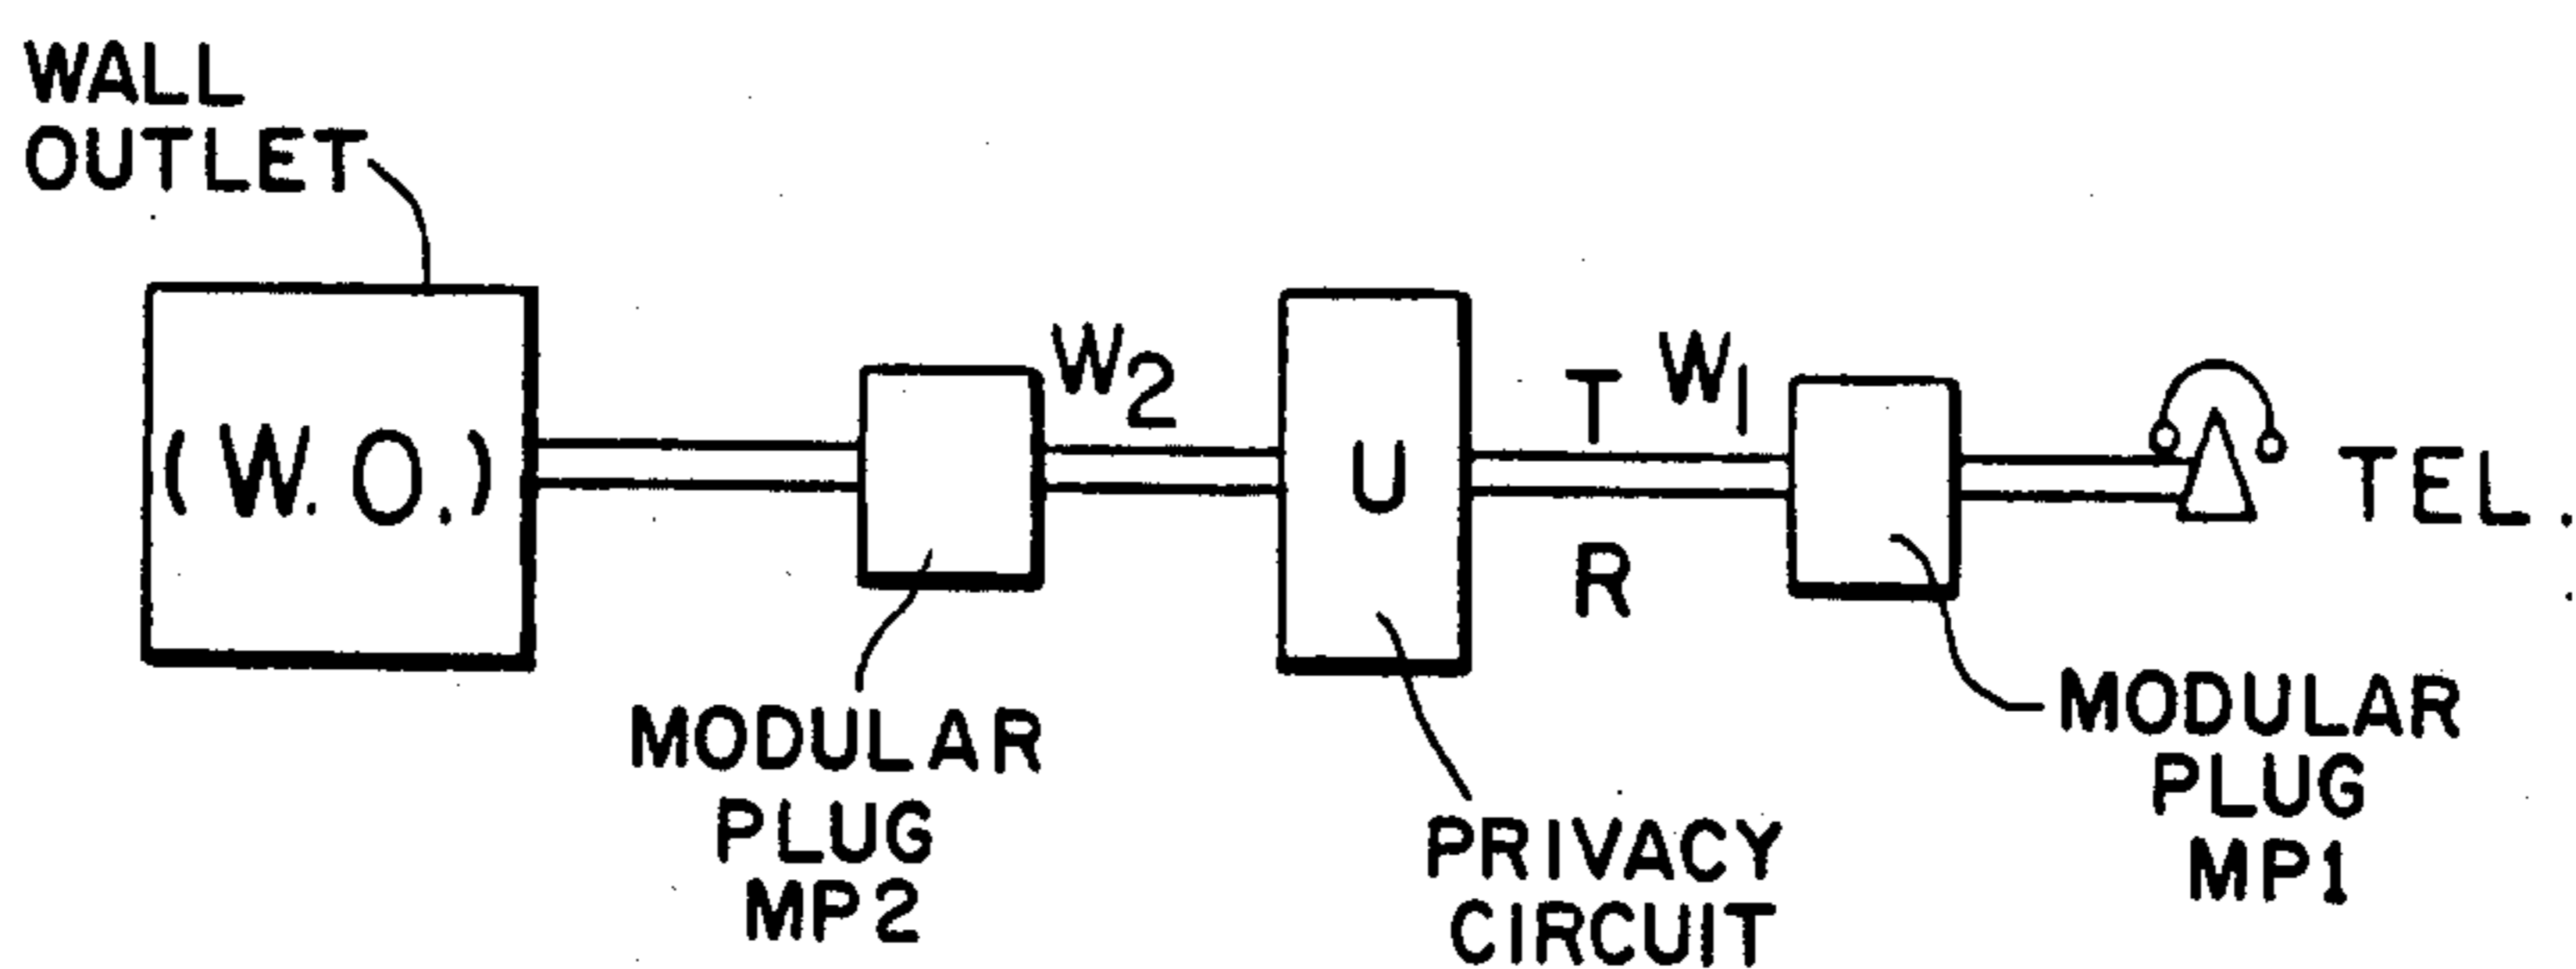 WALL
OUTLET
(W.O.)
MODULAR
PLUG
MP2
W2
U
PRIVACY
CIRCUIT
T W1
R
MODULAR
PLUG
MP1
TEL.